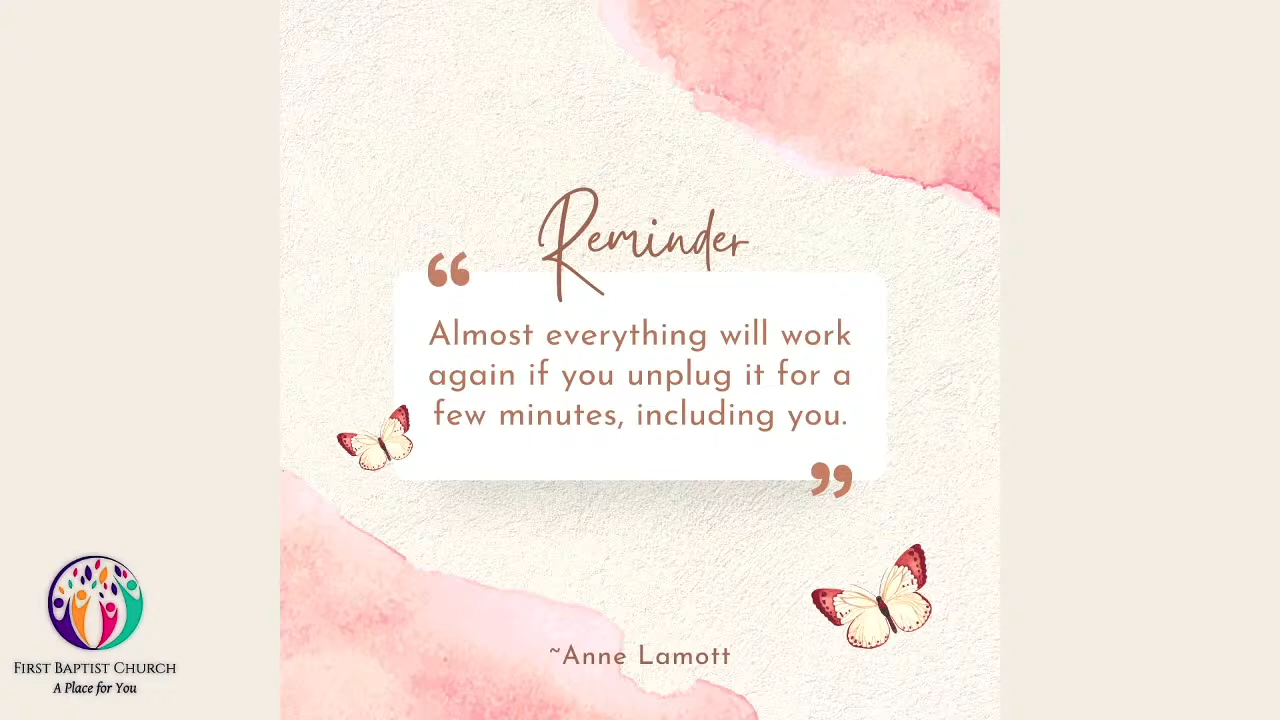 Reminder
“
Almost everything will work
again if you unplug it for a
few minutes, including you.
”
~Anne Lamott
First Baptist Church
A Place for You